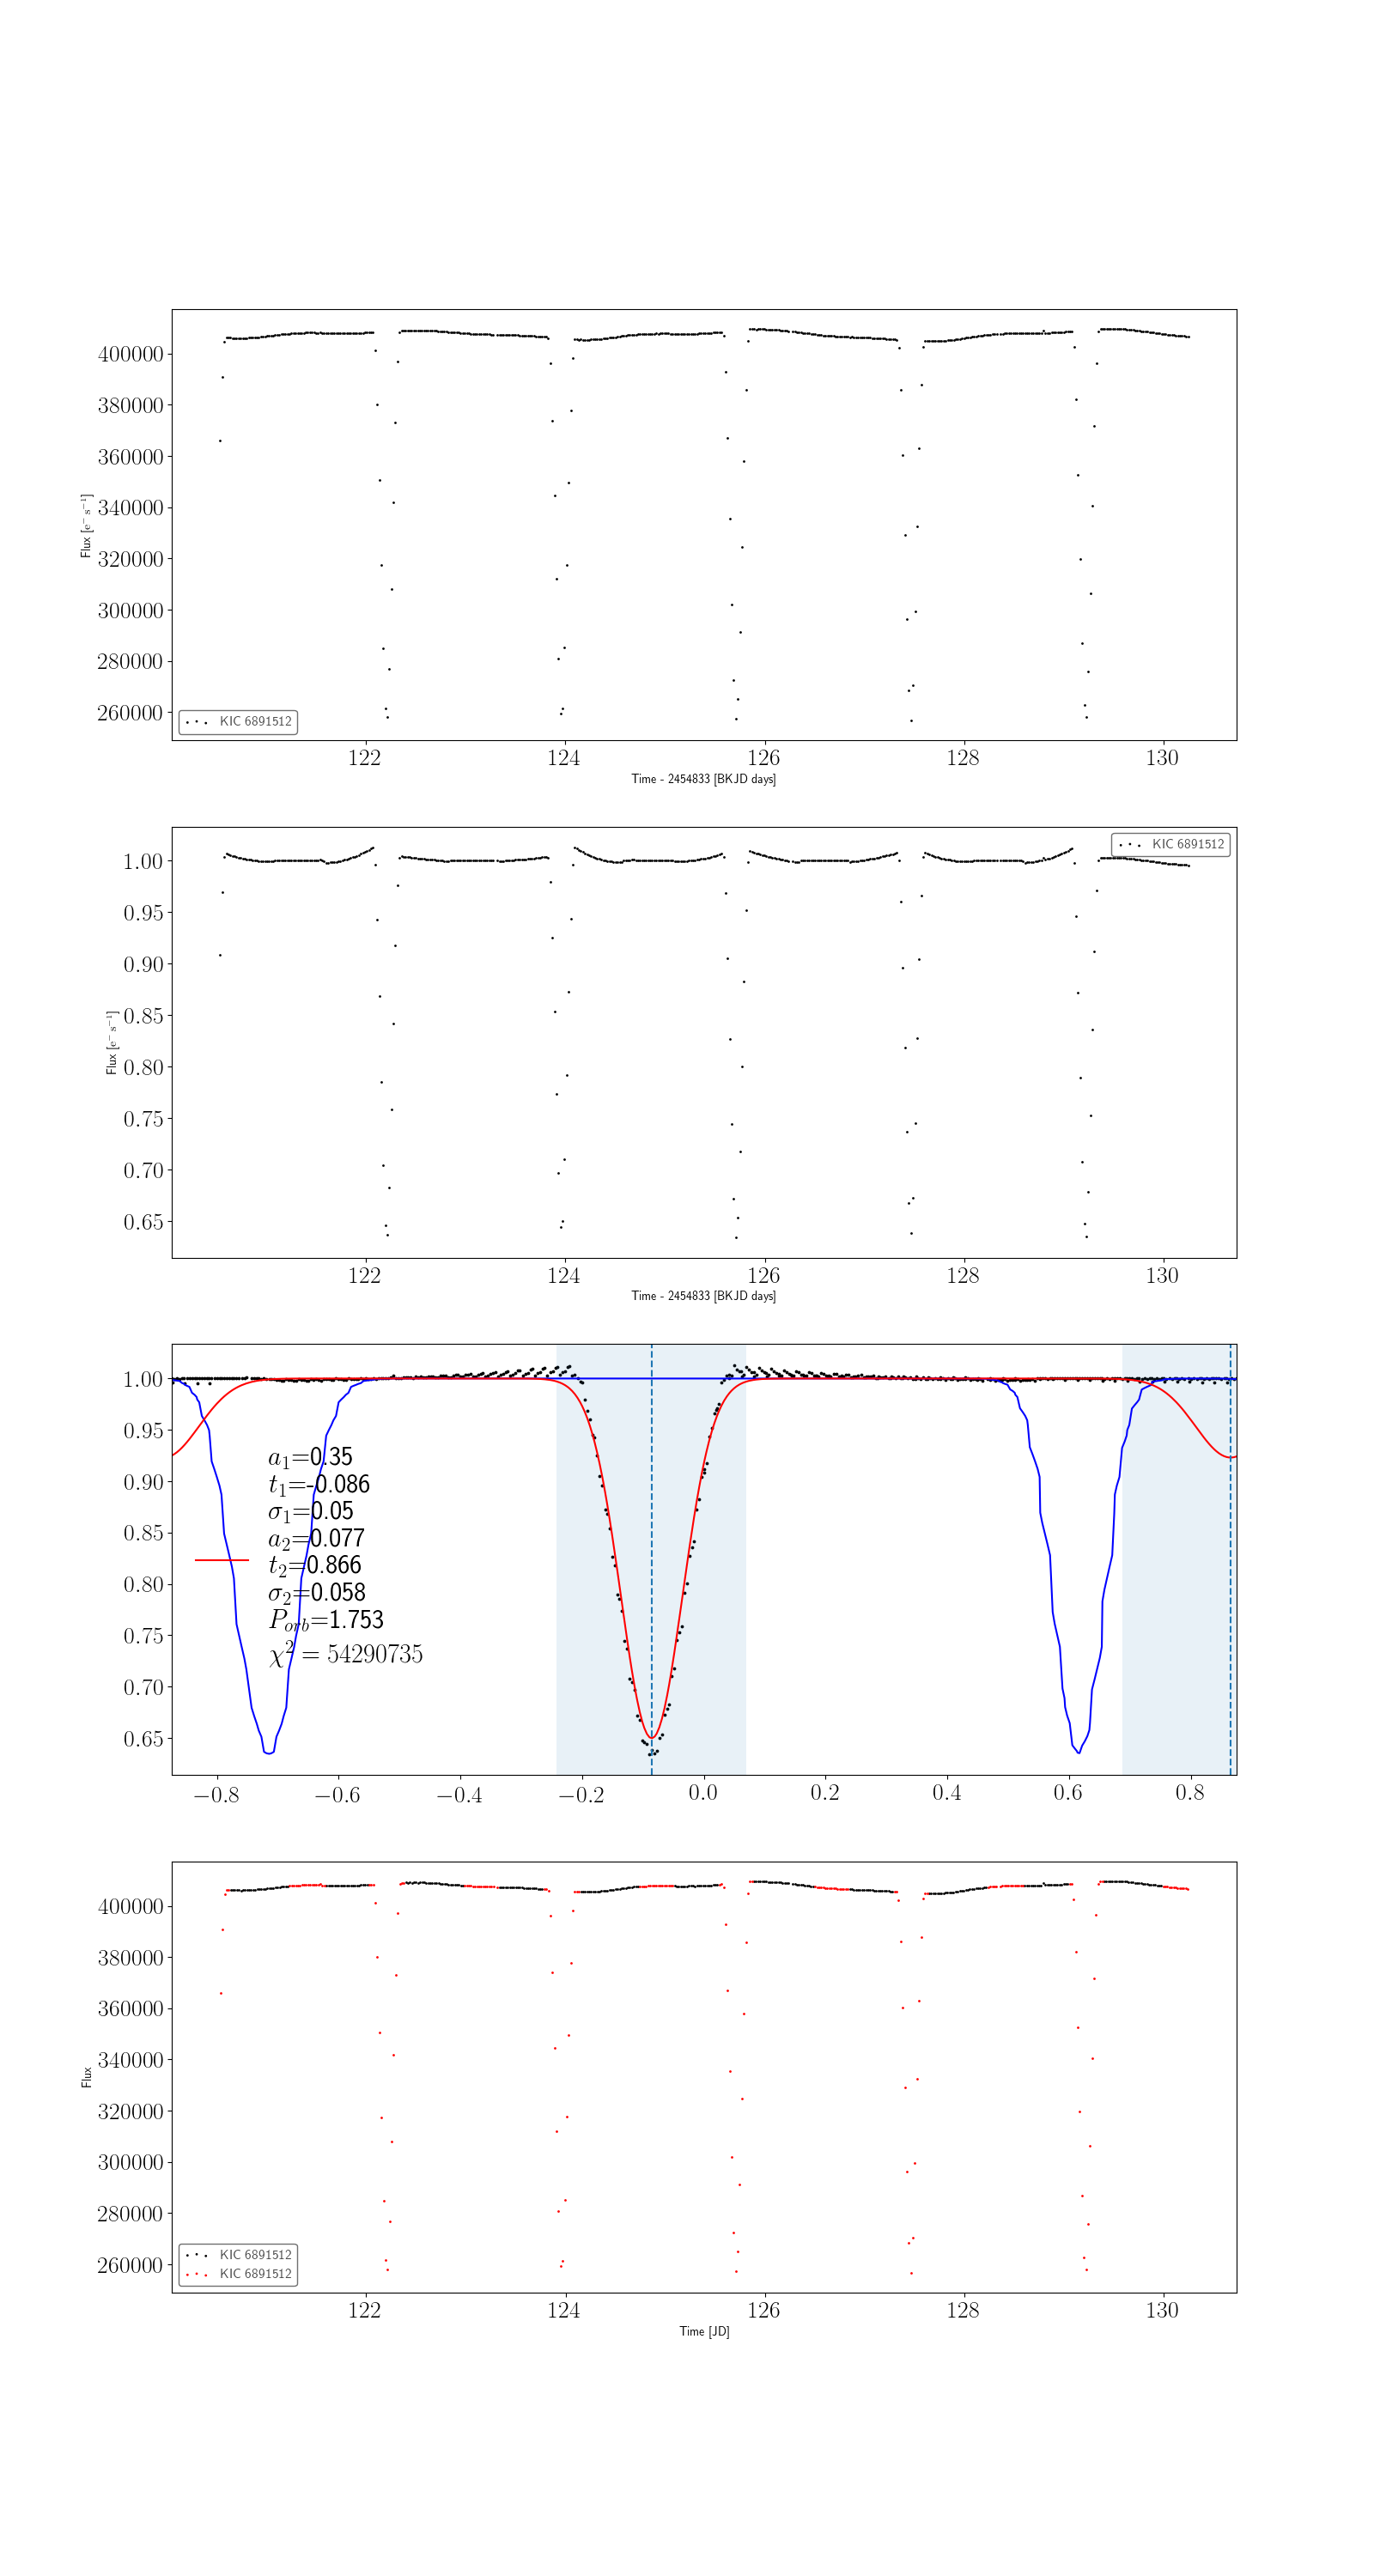 400000
380000
360000
340000
320000
300000
280000
260000
Flux [e⁻ s⁻¹]
KIC 6891512
122 124 126 128 130
Time - 2454833 [BKJD days]
KIC 6891512
1.00
0.95
0.90
0.85
0.80
0.75
0.70
0.65
Flux [e⁻ s⁻¹]
122 124 126 128 130
Time - 2454833 [BKJD days]
1.00
0.95
0.90
0.85
0.80
0.75
0.70
0.65
a₁=0.35
t₁=-0.086
σ₁=0.05
a₂=0.077
t₂=0.866
σ₂=0.058
P_orb=1.753
χ² = 54290735
−0.8 −0.6 −0.4 −0.2 0.0 0.2 0.4 0.6 0.8
400000
380000
360000
340000
320000
300000
280000
260000
Flux
KIC 6891512
KIC 6891512
122 124 126 128 130
Time [JD]